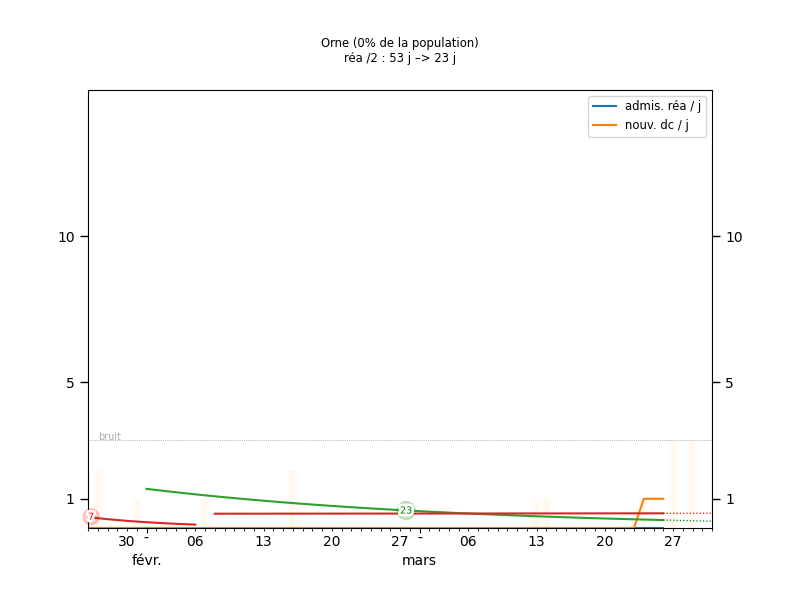 Orne (0% de la population)
réa /2 : 53 j –> 23 j
admis. réa / j
nouv. dc / j
10
10
5
5
bruit
1
1
7
23
30
-
06
13
20
27
-
06
13
20
27
févr.
mars